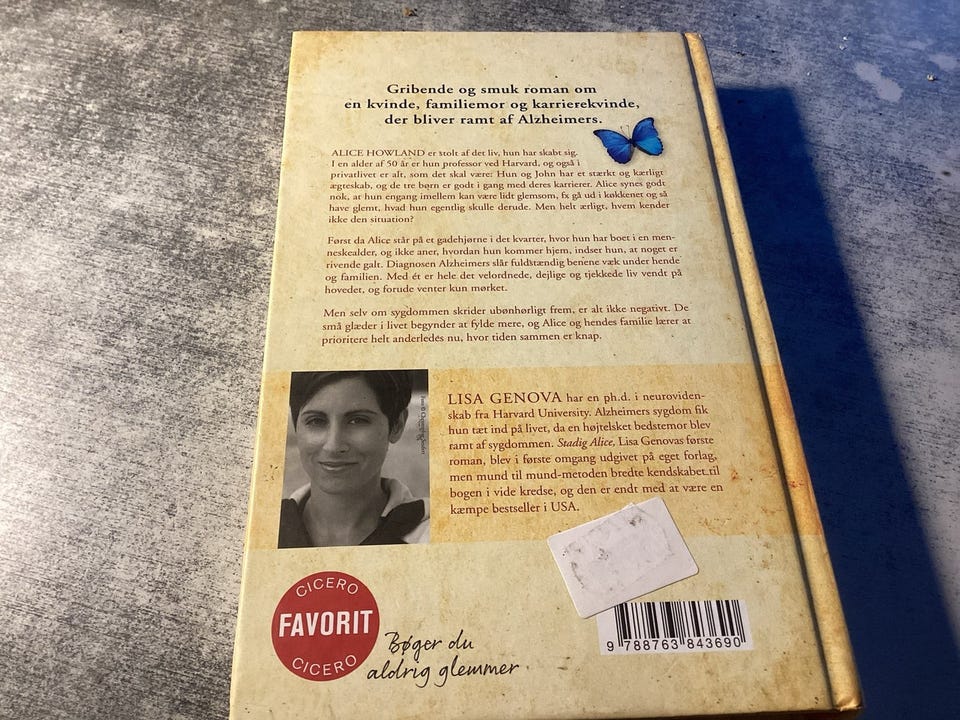 Gribende og smuk roman om
en kvinde, familiemor og karrierekvinde,
der bliver ramt af Alzheimers.
ALICE HOWLAND er stolt af det liv, hun har skabt sig.
I en alder af 50 år er hun professor ved Harvard, og også i
privatlivet er alt, som det skal være: Hun og John har et stærkt og kærligt
ægteskab, og de tre børn er godt i gang med deres karrierer. Alice synes godt
nok, at hun engang imellem kan være lidt glemsom, fx gå ud i køkkenet og så
have glemt, hvad hun egentlig skulle derude. Men helt ærligt, hvem kender
ikke den situation?
Først da Alice står på et gadehjørne i det kvarter, hvor hun har boet i en men-
neskealder, og ikke aner, hvordan hun kommer hjem, indser hun, at noget er
rivende galt. Diagnosen Alzheimers slår fuldstændig benene væk under hende
og familien. Med ét er hele det velordnede, dejlige og tjekkede liv vendt på
hovedet, og forude venter kun mørket.
Men selv om sygdommen skrider ubønhørligt frem, er alt ikke negativt. De
små glæder i livet begynder at fylde mere, og Alice og hendes familie lærer at
prioritere helt anderledes nu, hvor tiden sammen er knap.
LISA GENOVA har en ph.d. i neuroviden-
skab fra Harvard University. Alzheimers sygdom fik
hun tæt ind på livet, da en højtelsket bedstemor blev
ramt af sygdommen. Stadig Alice, Lisa Genovas første
roman, blev i første omgang udgivet på eget forlag,
men mund til mund-metoden bredte kendskabet til
bogen i vide kredse, og den er endt med at være en
kæmpe bestseller i USA.
CICERO
FAVORIT
CICERO
Bøger du
aldrig glemmer
9 788763 843690